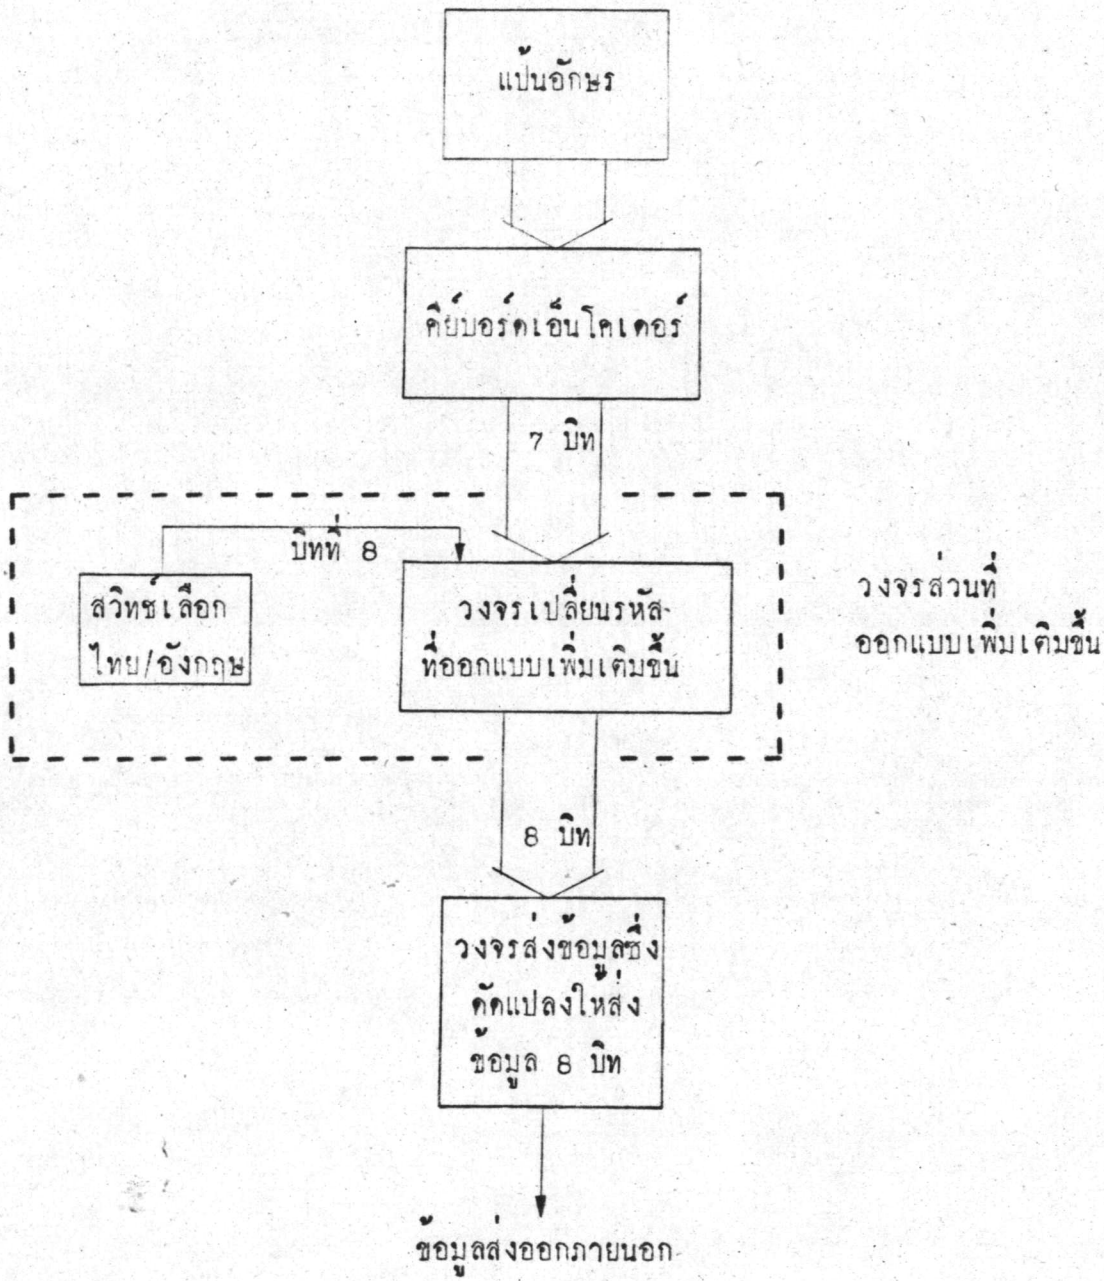 แป้นอักษร
คีย์บอร์ดเอ็นโคเดอร์
7 บิท
บิทที่ 8
สวิทช์เลือก
ไทย/อังกฤษ
วงจรเปลี่ยนรหัส
ที่ออกแบบเพิ่มเติมขึ้น
วงจรส่วนที่
ออกแบบเพิ่มเติมขึ้น
8 บิท
วงจรส่งข้อมูลซึ่ง
ดัดแปลงให้ส่ง
ข้อมูล 8 บิท
ข้อมูลส่งออกภายนอก